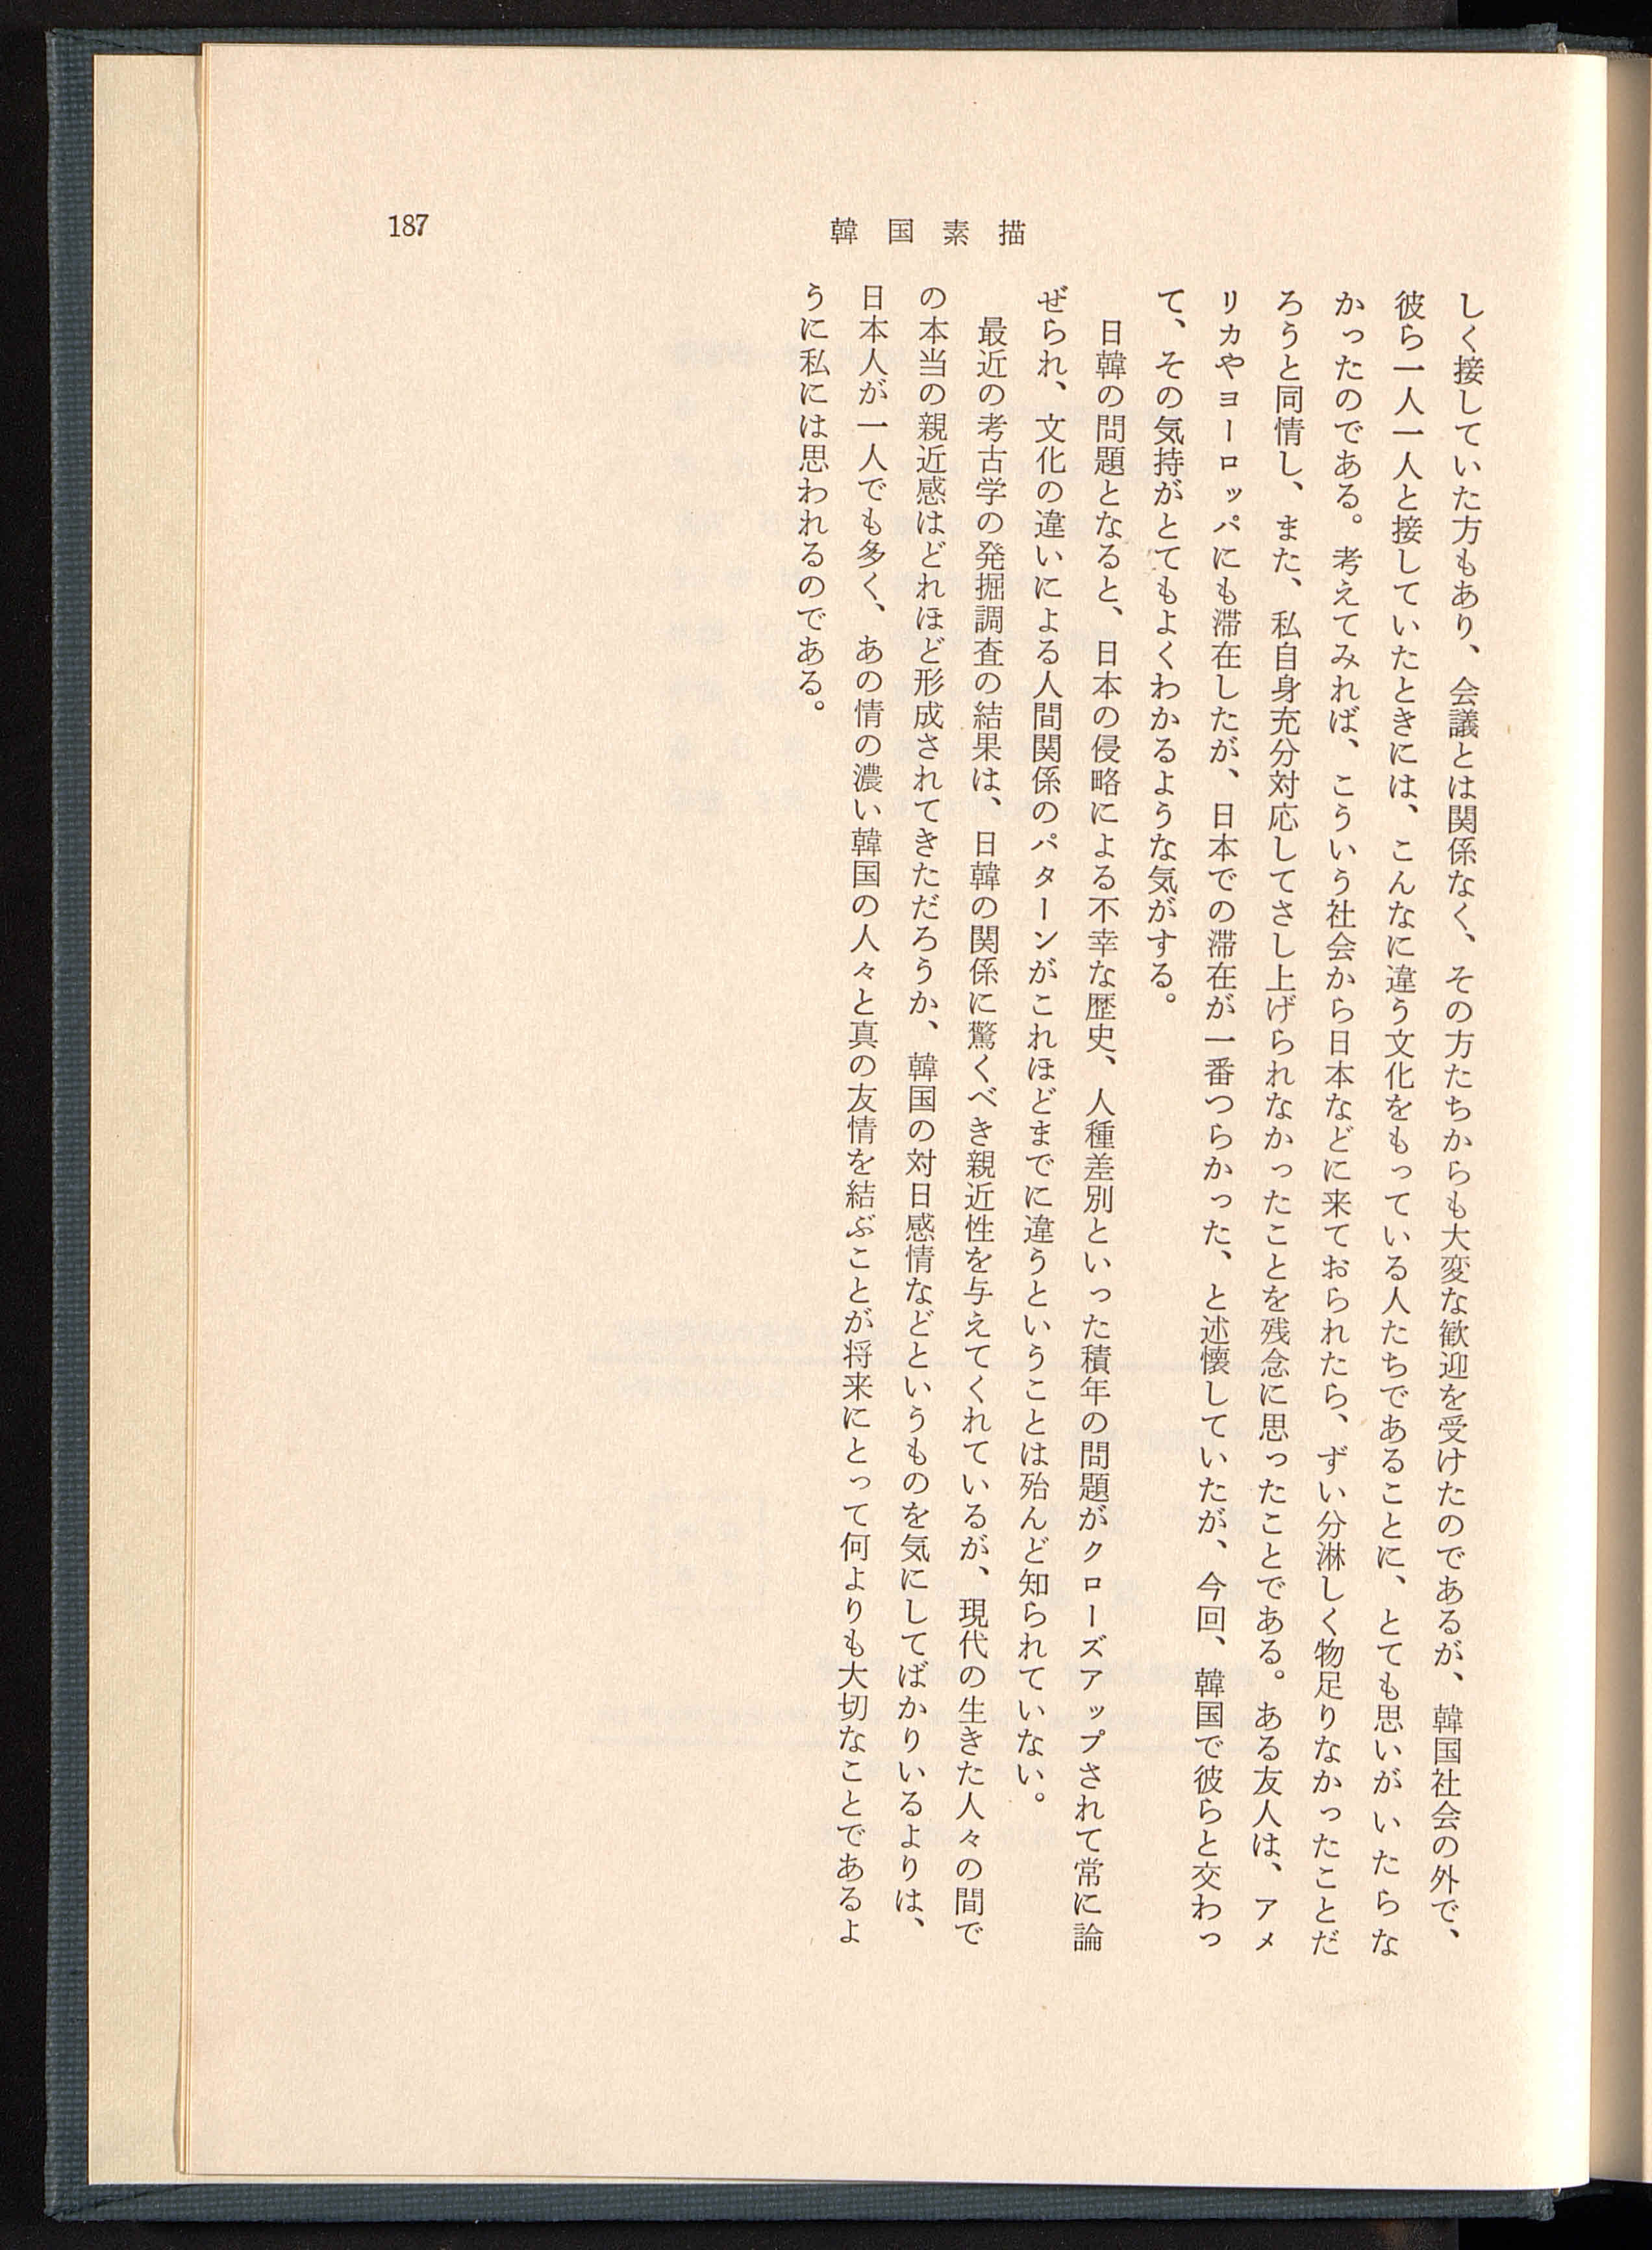 187
韓国素描
しく接していた方もあり、会議とは関係なく、その方たちからも大変な歓迎を受けたのであるが、韓国社会の外で、
彼ら一人一人と接していたときには、こんなに違う文化をもっている人たちであることに、とても思いがいたらな
かったのである。考えてみれば、こういう社会から日本などに来ておられたら、ずい分淋しく物足りなかったことだ
ろうと同情し、また、私自身充分対応してさし上げられなかったことを残念に思ったことである。ある友人は、アメ
リカやヨーロッパにも滞在したが、日本での滞在が一番つらかった、と述懐していたが、今回、韓国で彼らと交わっ
て、その気持がとてもよくわかるような気がする。
日韓の問題となると、日本の侵略による不幸な歴史、人種差別といった積年の問題がクローズアップされて常に論
ぜられ、文化の違いによる人間関係のパターンがこれほどまでに違うということは殆んど知られていない。
最近の考古学の発掘調査の結果は、日韓の関係に驚くべき親近性を与えてくれているが、現代の生きた人々の間で
の本当の親近感はどれほど形成されてきただろうか、韓国の対日感情などというものを気にしてばかりいるよりは、
日本人が一人でも多く、あの情の濃い韓国の人々と真の友情を結ぶことが将来にとって何よりも大切なことであるよ
うに私には思われるのである。